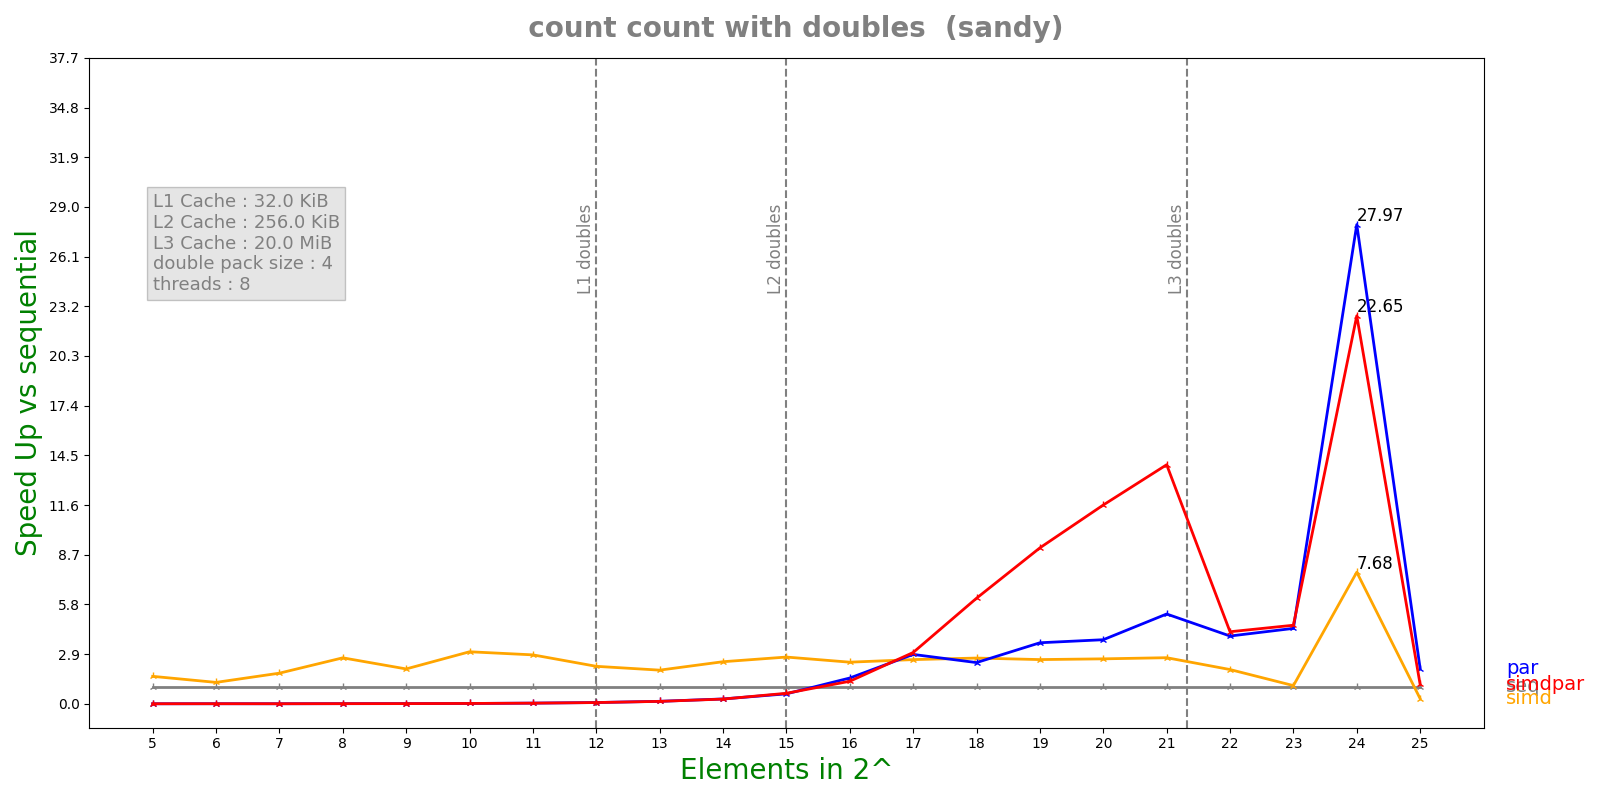 count count with doubles (sandy)
Speed Up vs sequential
37.7
34.8
31.9
29.0
26.1
23.2
20.3
17.4
14.5
11.6
8.7
5.8
2.9
0.0
L1 Cache : 32.0 KiB
L2 Cache : 256.0 KiB
L3 Cache : 20.0 MiB
double pack size : 4
threads : 8
L1 doubles
L2 doubles
L3 doubles
27.97
22.65
7.68
par
seq
simdpar
simd
5 6 7 8 9 10 11 12 13 14 15 16 17 18 19 20 21 22 23 24 25
Elements in 2^